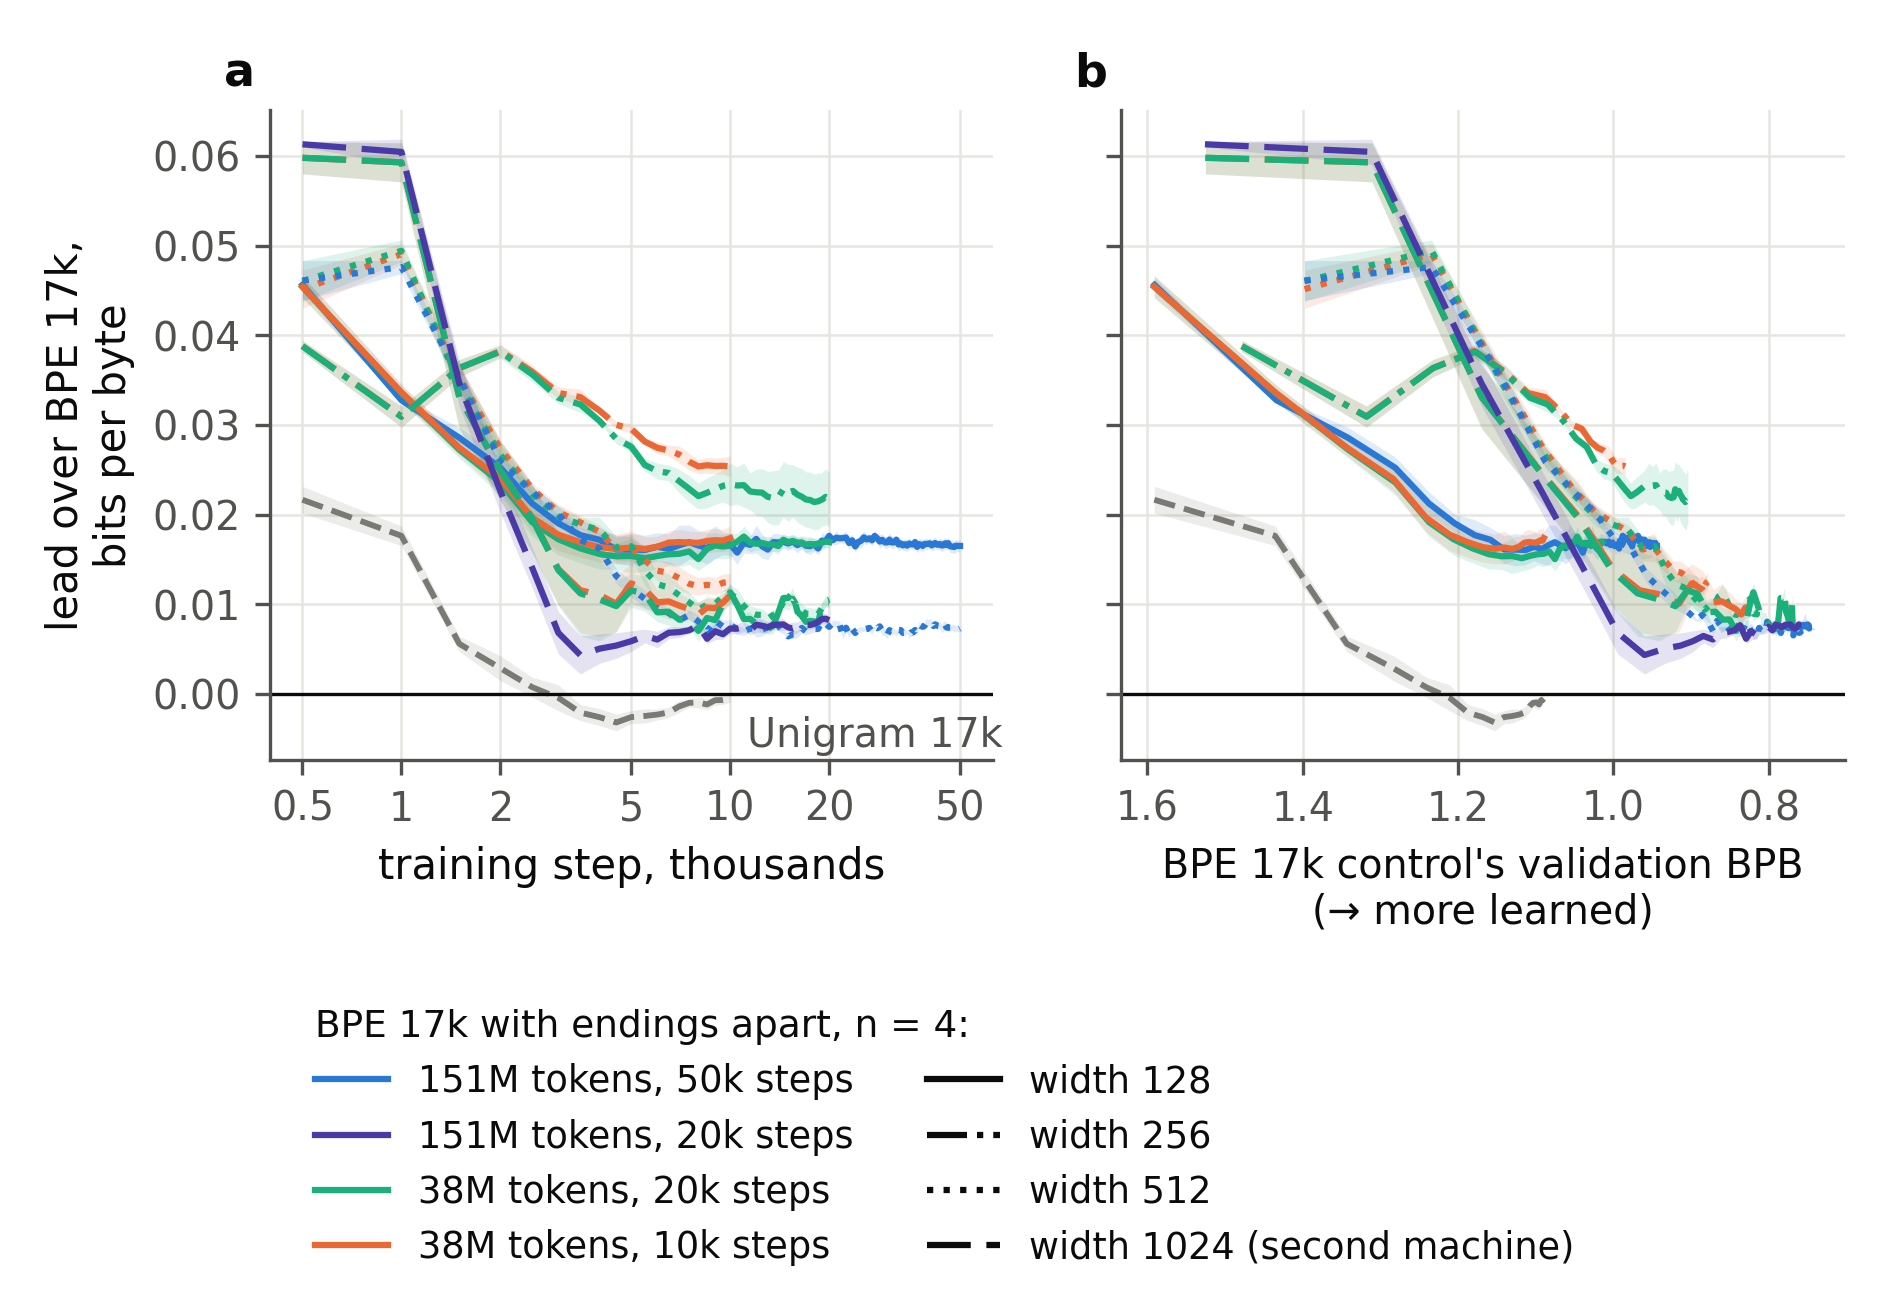 a
b
lead over BPE 17k,
bits per byte
0.06
0.05
0.04
0.03
0.02
0.01
0.00
Unigram 17k
0.5 1 2 5 10 20 50
training step, thousands
1.6 1.4 1.2 1.0 0.8
BPE 17k control's validation BPB
(→ more learned)
BPE 17k with endings apart, n = 4:
151M tokens, 50k steps
151M tokens, 20k steps
38M tokens, 20k steps
38M tokens, 10k steps
width 128
width 256
width 512
width 1024 (second machine)